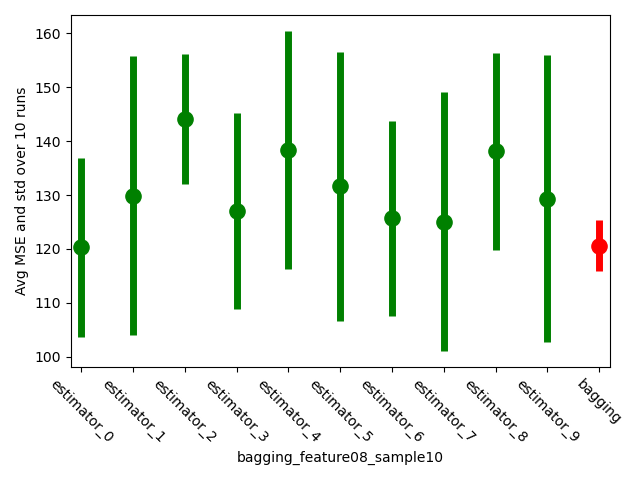 Avg MSE and std over 10 runs
160
150
140
130
120
110
100
estimator_0
estimator_1
estimator_2
estimator_3
estimator_4
estimator_5
estimator_6
estimator_7
estimator_8
estimator_9
bagging
bagging_feature08_sample10